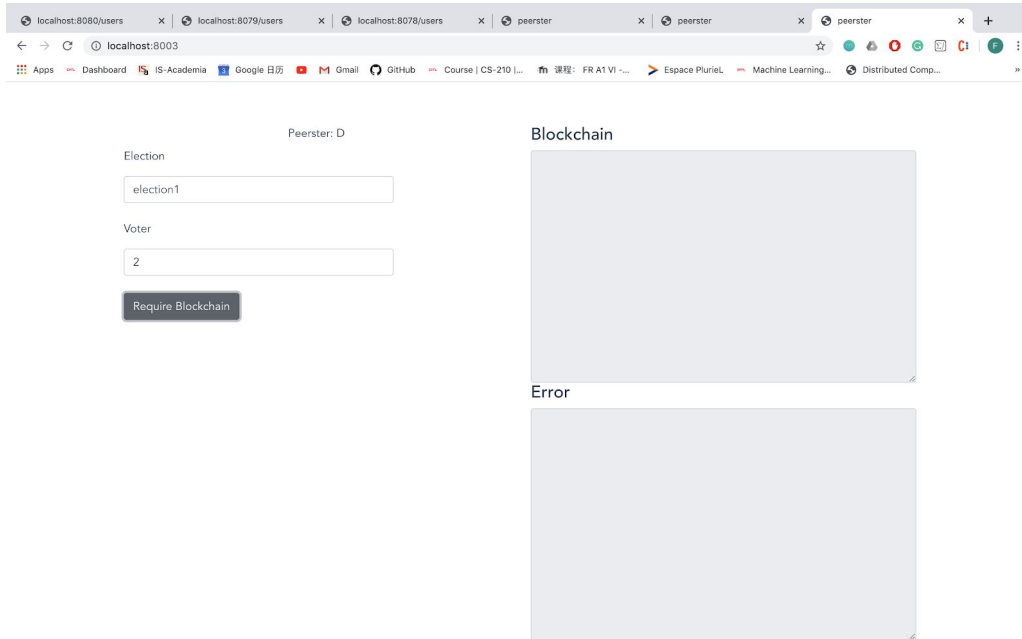 localhost:8080/users
localhost:8079/users
localhost:8078/users
peerster
peerster
peerster
localhost:8003
F
Apps
Dashboard
IS-Academia
Google 日历
Gmail
GitHub
Course | CS-210 |...
课程： FR A1 VI -...
Espace PlurieL
Machine Learning...
Distributed Comp...
»
Peerster: D
Election
election1
Voter
2
Require Blockchain
Blockchain
Error